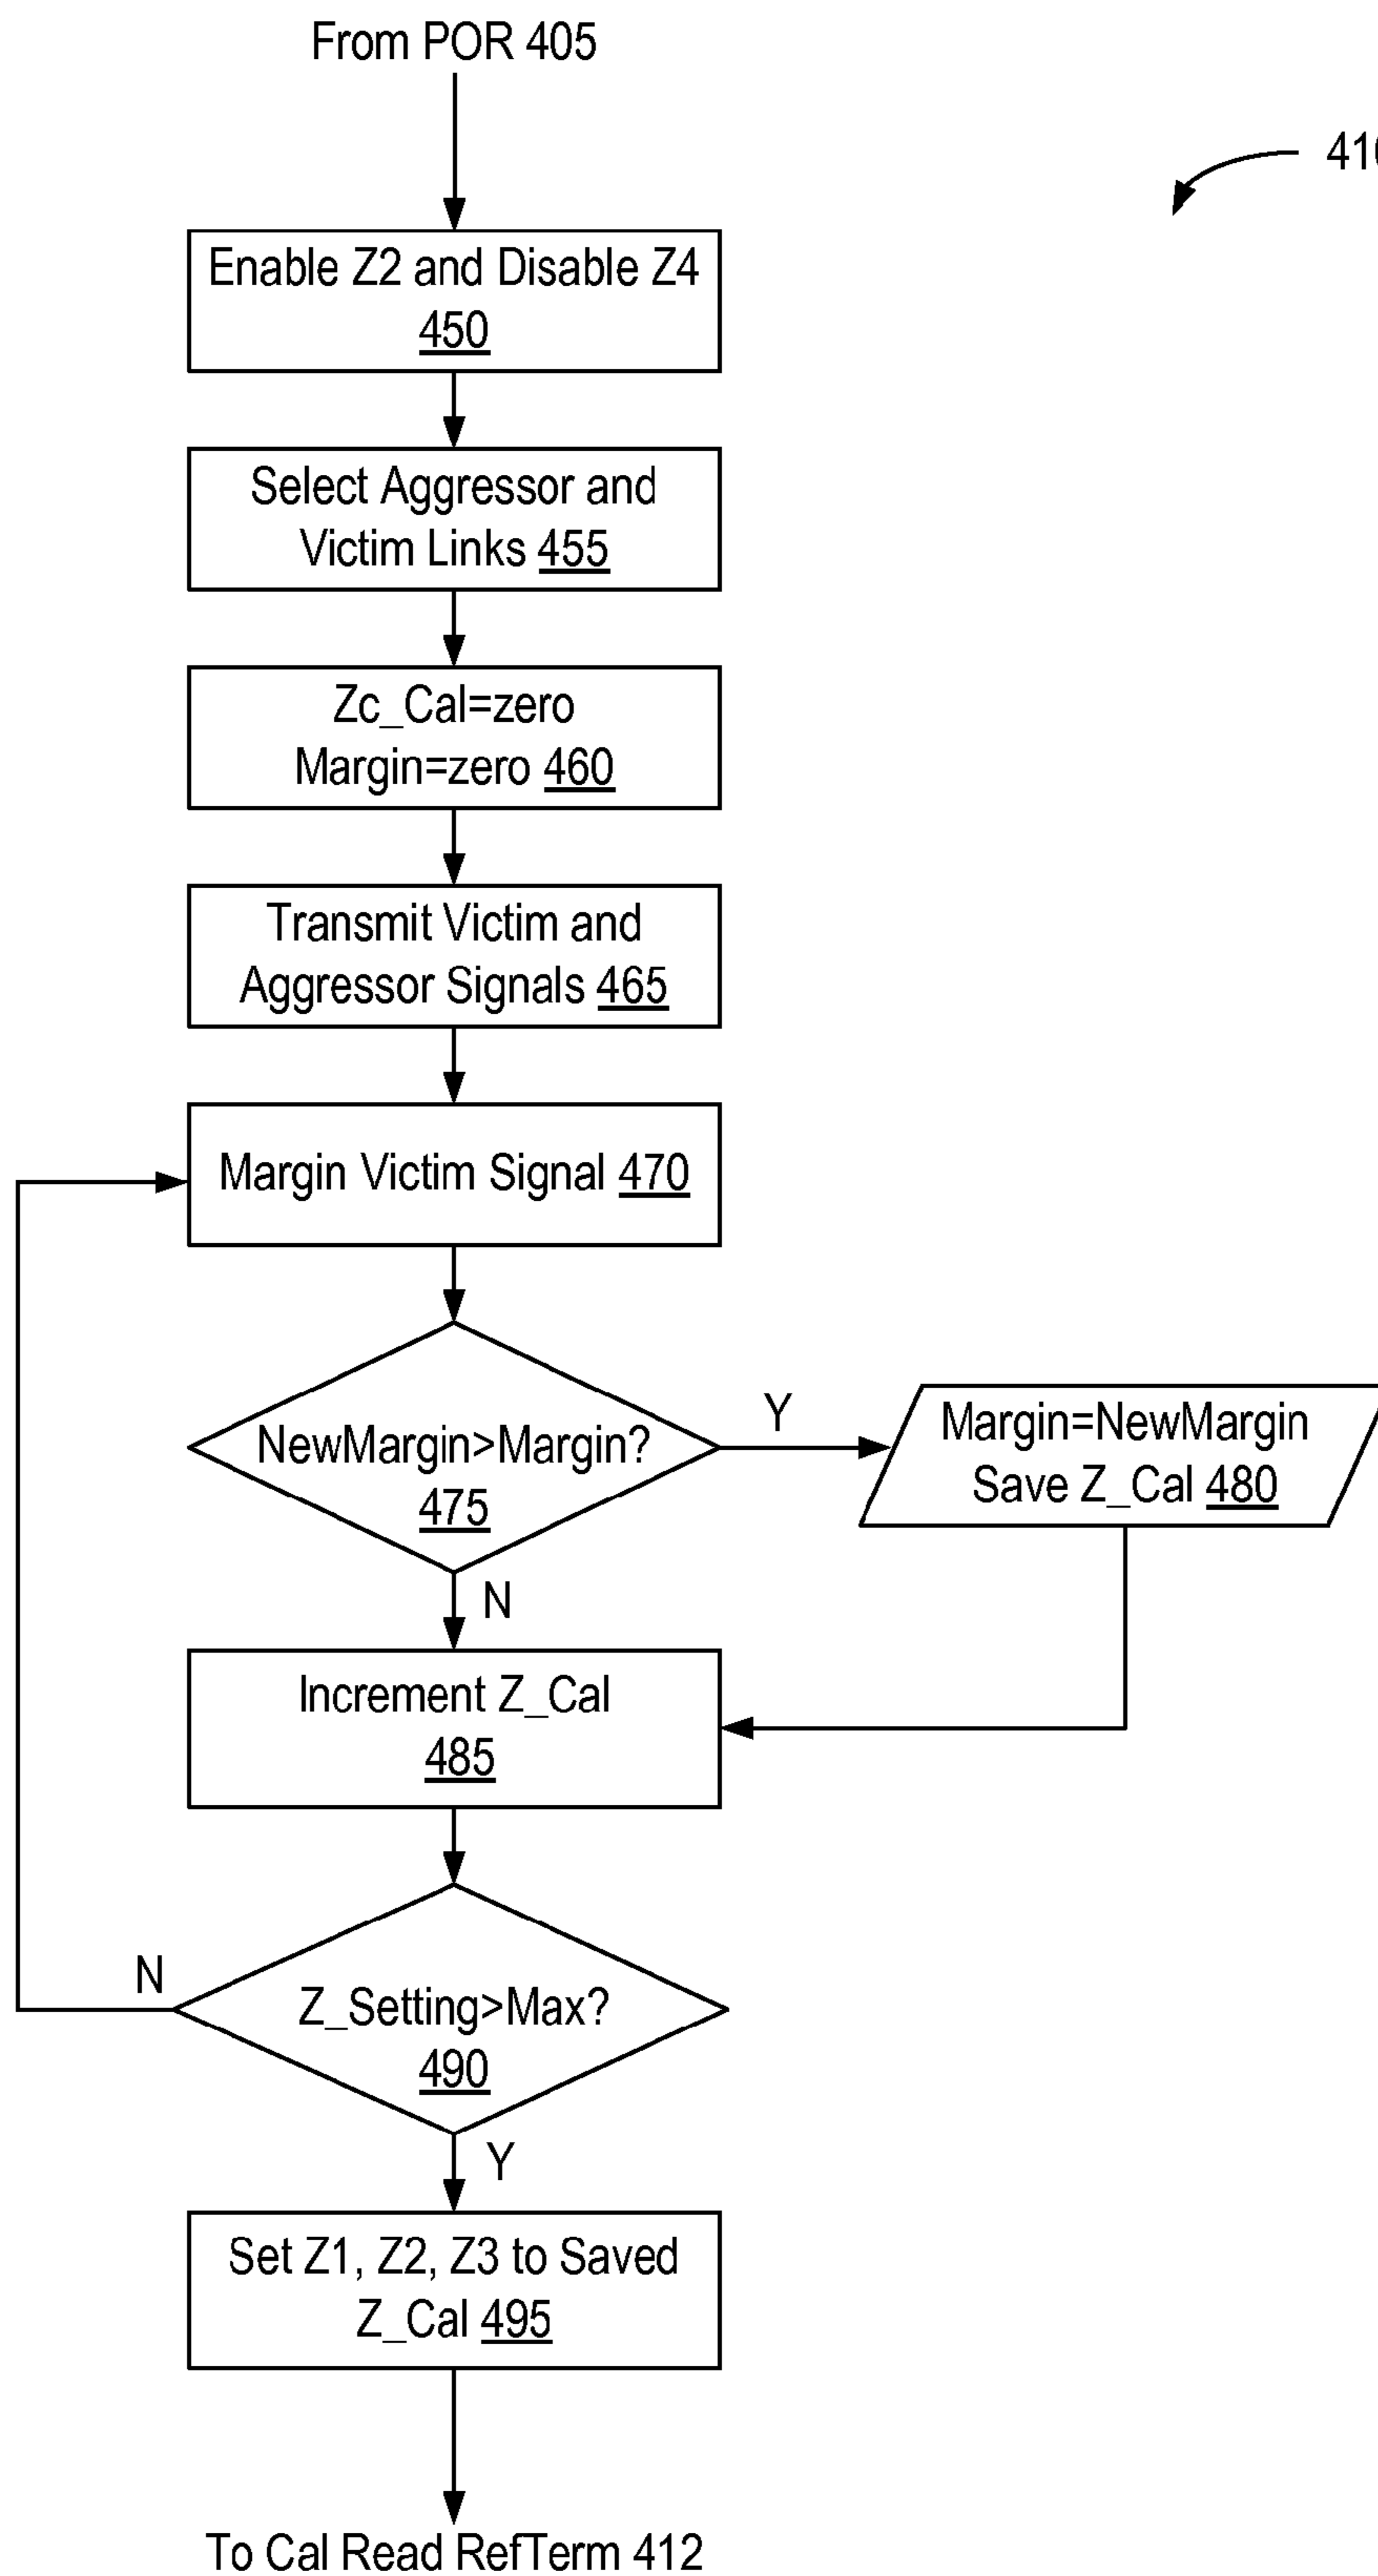 From POR 405
410
Enable Z2 and Disable Z4
450
Select Aggressor and
Victim Links 455
Zc_Cal=zero
Margin=zero 460
Transmit Victim and
Aggressor Signals 465
Margin Victim Signal 470
NewMargin>Margin?
475
Y
Margin=NewMargin
Save Z_Cal 480
N
Increment Z_Cal
485
N
Z_Setting>Max?
490
Y
Set Z1, Z2, Z3 to Saved
Z_Cal 495
To Cal Read RefTerm 412